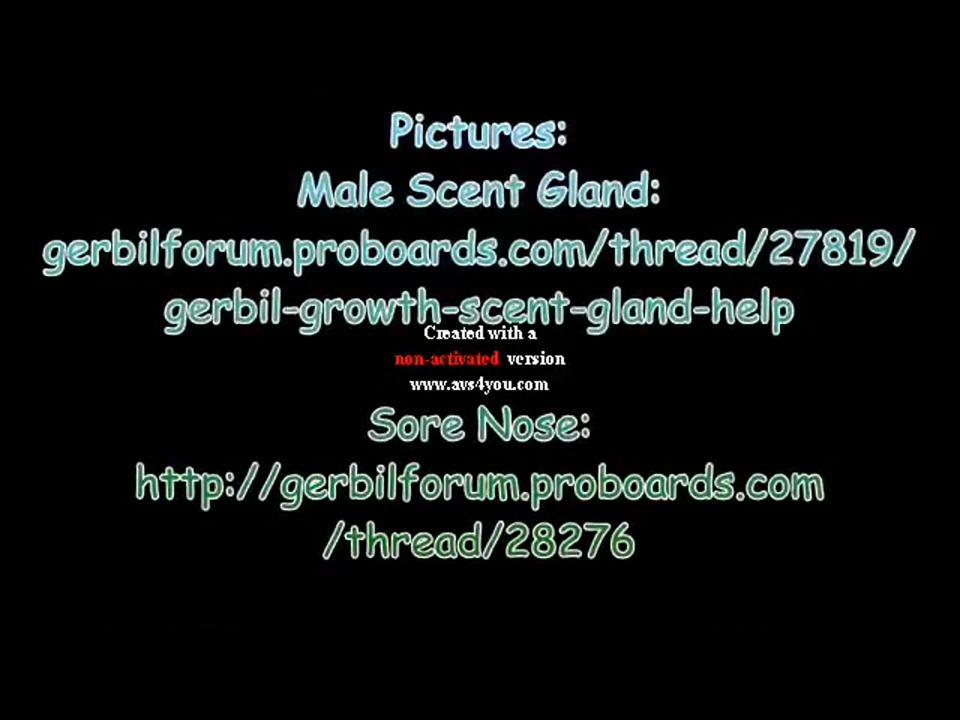 Pictures:
Male Scent Gland:
gerbilforum.proboards.com/thread/27819/
gerbil-growth-scent-gland-help
Created with a
non-activated version
www.avs4you.com
Sore Nose:
http://gerbilforum.proboards.com
/thread/28276